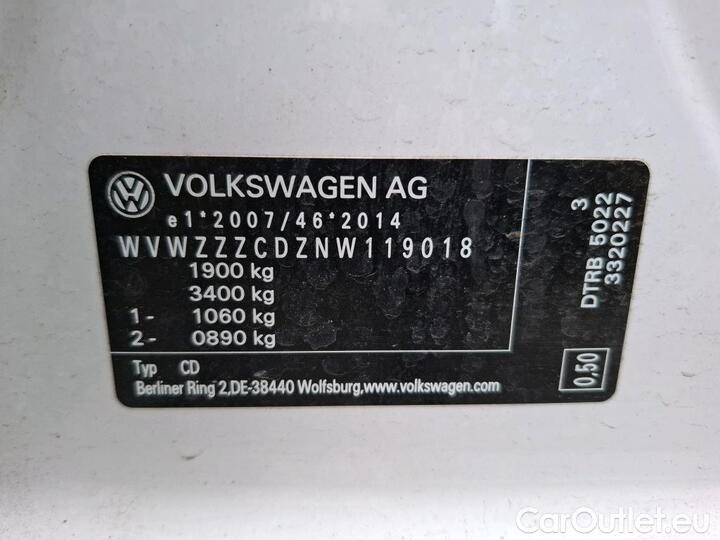 VOLKSWAGEN AG
e1*2007/46*2014
WVWZZZCDZNW119018
1900 kg
3400 kg
1- 1060 kg
2- 0890 kg
Typ CD
Berliner Ring 2,DE-38440 Wolfsburg,www.volkswagen.com
3
DTRB 5022
3320227
0,50
CarOutlet.eu